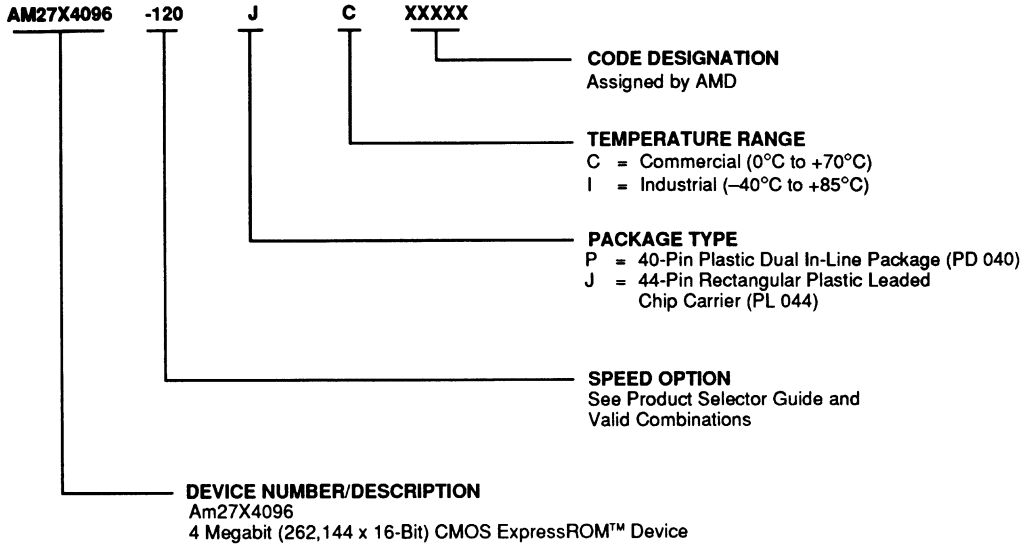 AM27X4096 -120 J C XXXXX
CODE DESIGNATION
Assigned by AMD
TEMPERATURE RANGE
C = Commercial (0°C to +70°C)
I = Industrial (–40°C to +85°C)
PACKAGE TYPE
P = 40-Pin Plastic Dual In-Line Package (PD 040)
J = 44-Pin Rectangular Plastic Leaded
Chip Carrier (PL 044)
SPEED OPTION
See Product Selector Guide and
Valid Combinations
DEVICE NUMBER/DESCRIPTION
Am27X4096
4 Megabit (262,144 x 16-Bit) CMOS ExpressROM™ Device